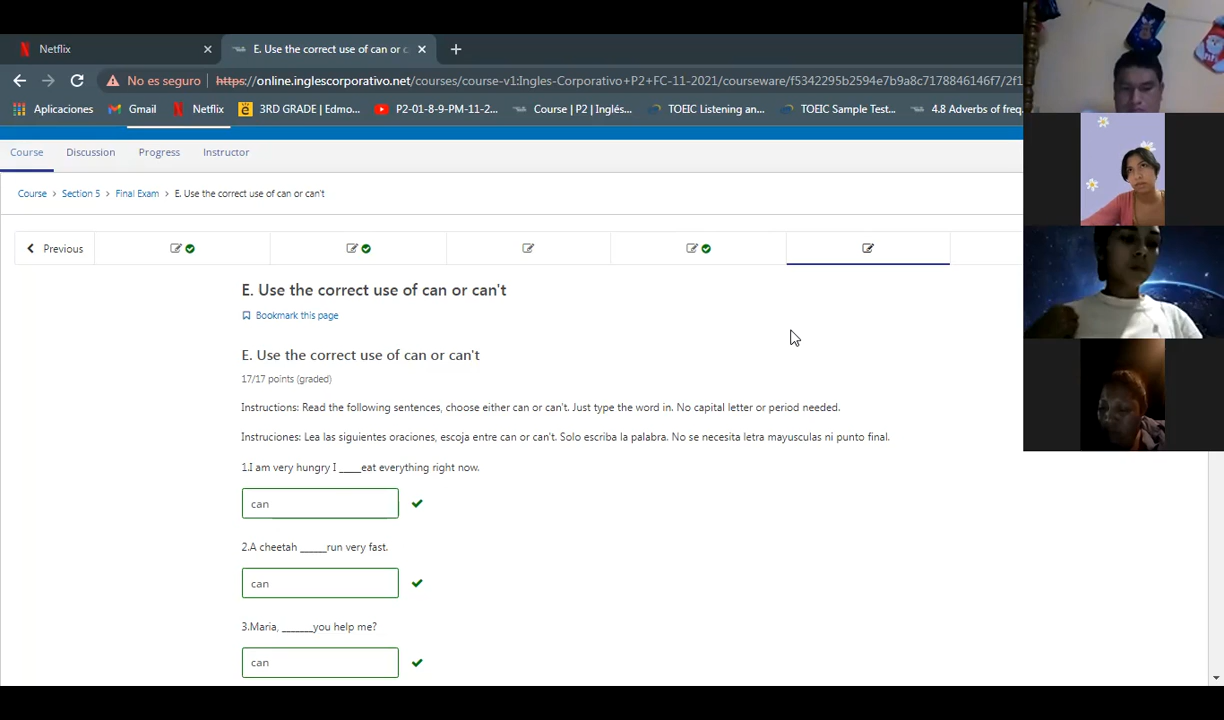 Netflix
E. Use the correct use of can or c
No es seguro https://online.inglescorporativo.net/courses/course-v1:Ingles-Corporativo+P2+FC-11-2021/courseware/f5342295b2594e7b9a8c7178846146f7/2f1
Aplicaciones Gmail Netflix 3RD GRADE | Edmo... P2-01-8-9-PM-11-2... Course | P2 | Inglés... TOEIC Listening an... TOEIC Sample Test... 4.8 Adverbs of freq
Course Discussion Progress Instructor
Course > Section 5 > Final Exam > E. Use the correct use of can or can't
Previous
E. Use the correct use of can or can't
Bookmark this page
E. Use the correct use of can or can't
17/17 points (graded)
Instructions: Read the following sentences, choose either can or can't. Just type the word in. No capital letter or period needed.
Instruciones: Lea las siguientes oraciones, escoja entre can or can't. Solo escriba la palabra. No se necesita letra mayusculas ni punto final.
1.I am very hungry I _____eat everything right now.
can
2.A cheetah ______run very fast.
can
3.Maria, _______you help me?
can